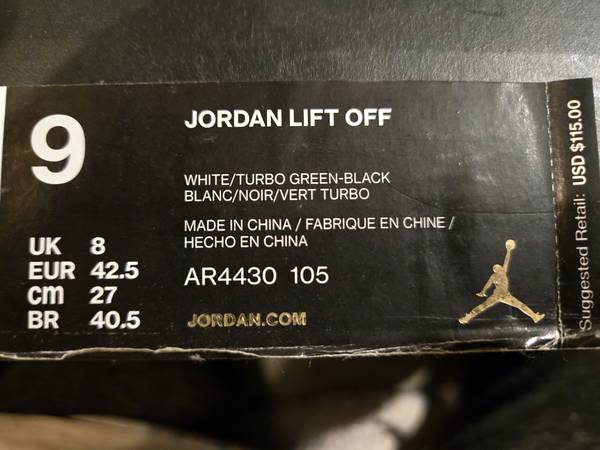 9
JORDAN LIFT OFF
WHITE/TURBO GREEN-BLACK
BLANC/NOIR/VERT TURBO
MADE IN CHINA / FABRIQUE EN CHINE /
HECHO EN CHINA
UK 8
EUR 42.5
cm 27
BR 40.5
AR4430 105
JORDAN.COM
Suggested Retail: USD $115.00